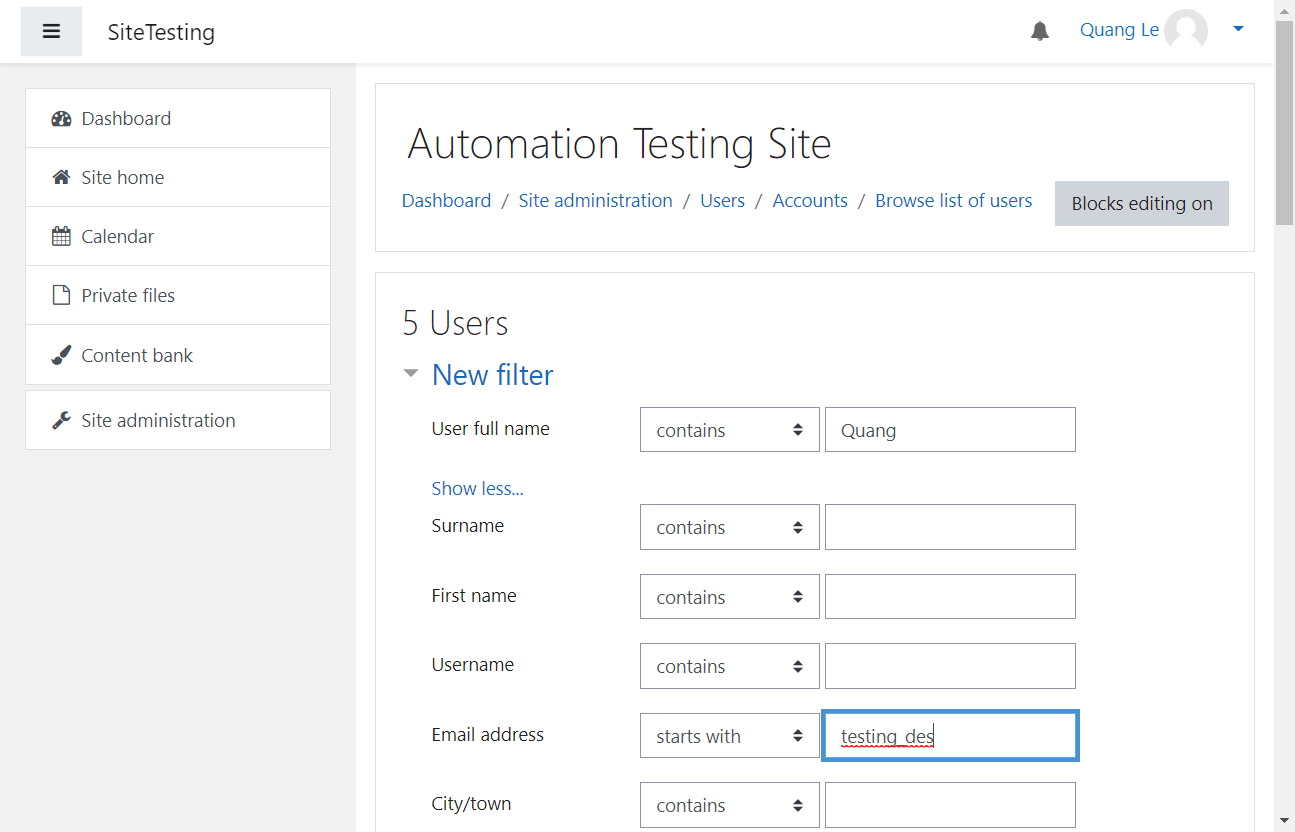 SiteTesting
Quang Le
Dashboard
Site home
Calendar
Private files
Content bank
Site administration
Automation Testing Site
Dashboard / Site administration / Users / Accounts / Browse list of users
Blocks editing on
5 Users
New filter
User full name contains Quang
Show less...
Surname contains
First name contains
Username contains
Email address starts with testing_des
City/town contains